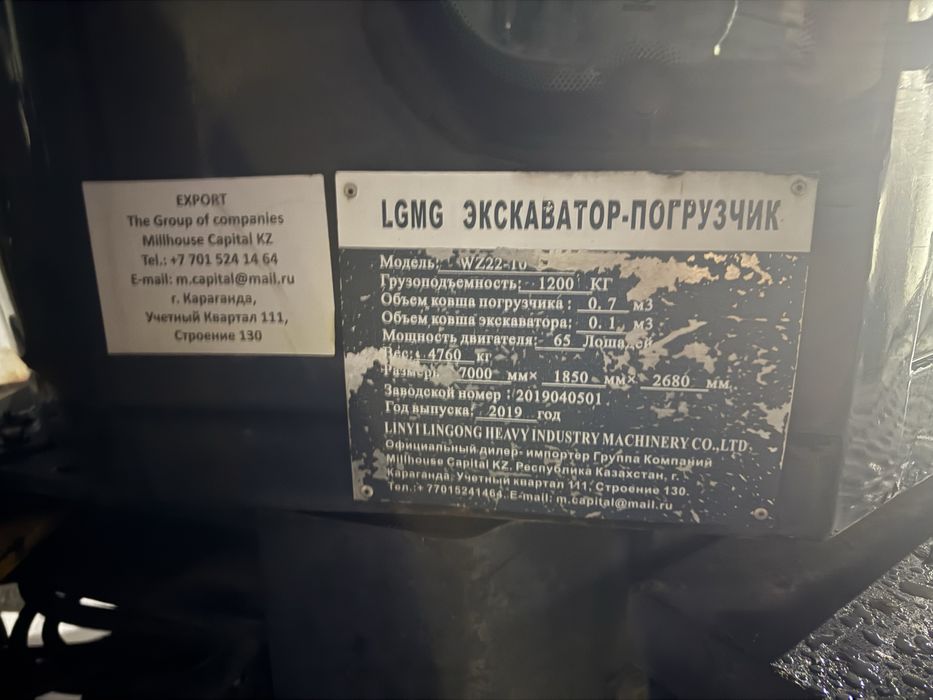 EXPORT
The Group of companies
Millhouse Capital KZ
Tel.: +7 701 524 14 64
E-mail: m.capital@mail.ru
г. Караганда,
Учетный Квартал 111,
Строение 130
LGMG ЭКСКАВАТОР-ПОГРУЗЧИК
Модель: WZ22-10
Грузоподъемность: 1200 КГ
Объем ковша погрузчика: 0.7 м3
Объем ковша экскаватора: 0.1 м3
Мощность двигателя: 65
Вес: 4760 кг
Размеры 7000 мм× 1850 мм× 2680 мм
Заводской номер : 2019040501
Год выпуска: 2019 год
LINYI LINGONG HEAVY INDUSTRY MACHINERY CO., LTD
Официальный дилер- импортер Группа Компаний
Millhouse Capital KZ. Республика Казахстан, г.
Караганда, Учетный квартал 111, Строение 130.
Тел.: + 77015241464. E-mail: m.capital@mail.ru